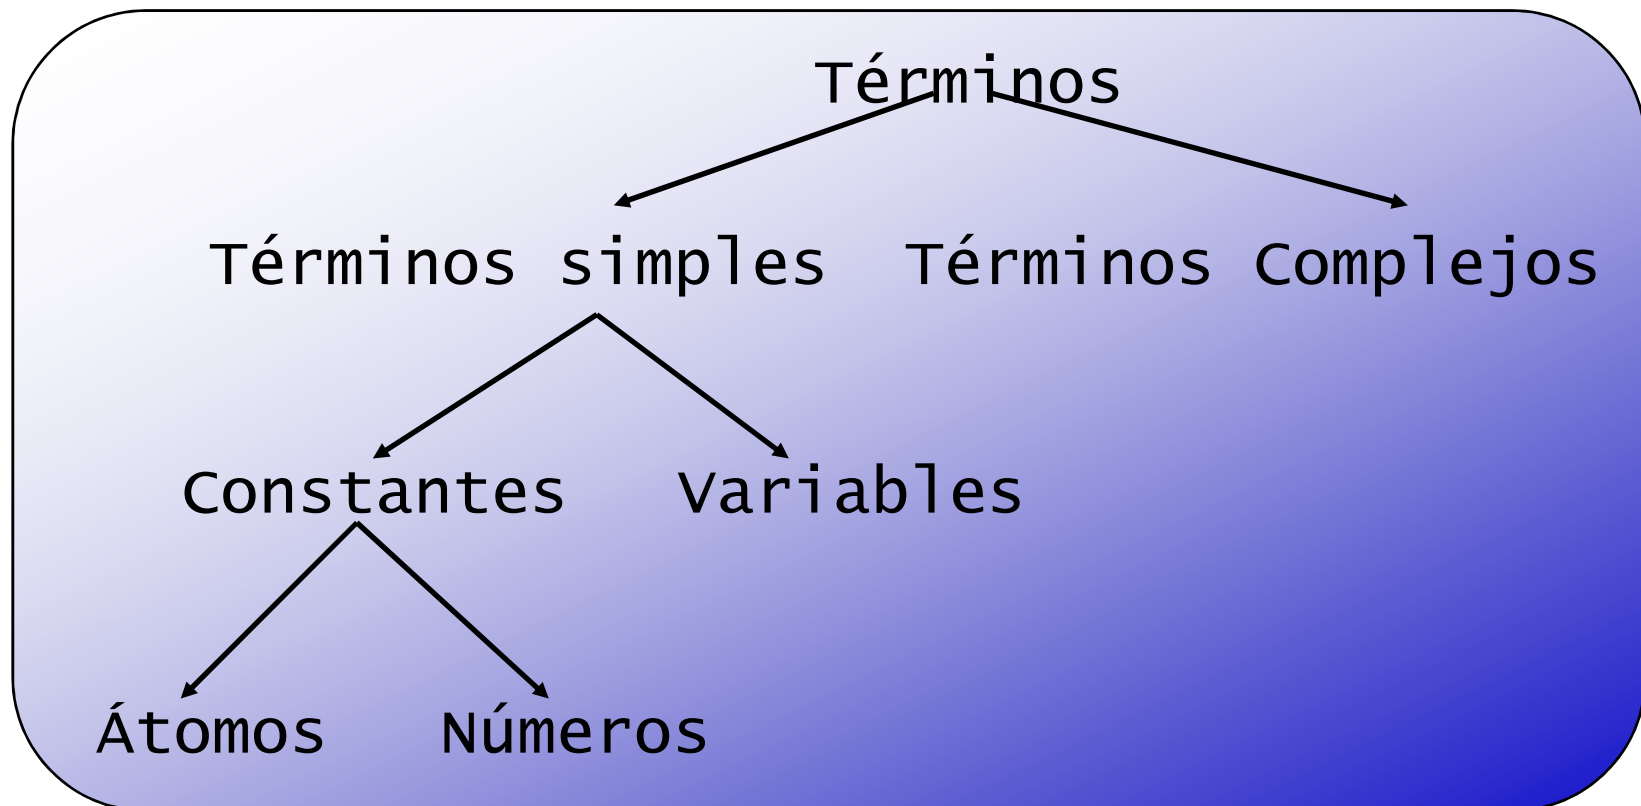 Términos
Términos simples Términos Complejos
Constantes Variables
Átomos Números